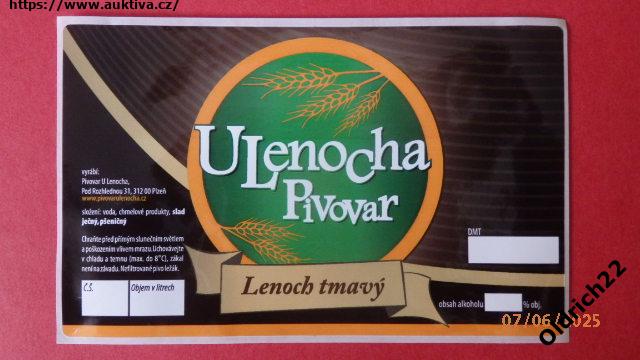 https://www.auktiva.cz/
ULenocha
Pivovar
Lenoch tmavý
vyrábí:
Pivovar U Lenocha,
Pod Rozhlednou 31, 312 00 Plzeň
www.pivovarulenocha.cz
složení: voda, chmelové produkty, slad
ječný, pšeničný
Chraňte před přímým slunečním světlem
a poškozením vlivem mrazu. Uchovávejte
v chladu a temnu (max. do 8°C), zákal
není na závadu. Nefiltrované pivo ležák.
Č.Š.
Objem v litrech
DMT
obsah alkoholu % obj.
07/06/2025
oldrich22